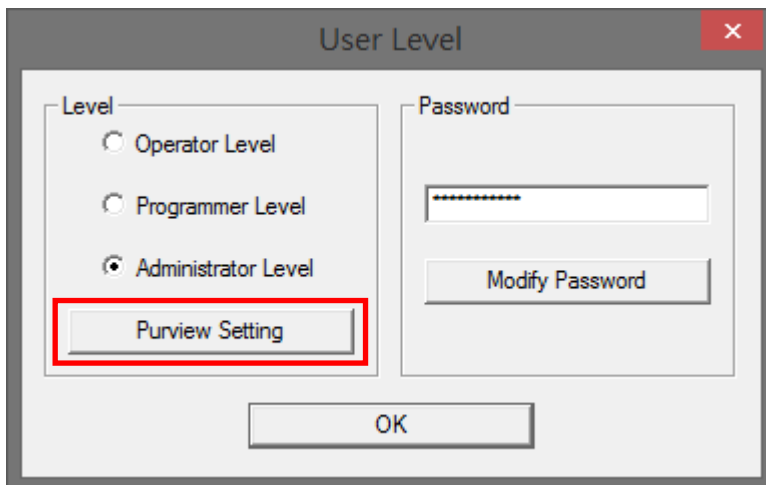 User Level
Level
Operator Level
Programmer Level
Administrator Level
Purview Setting
Password
***********
Modify Password
OK